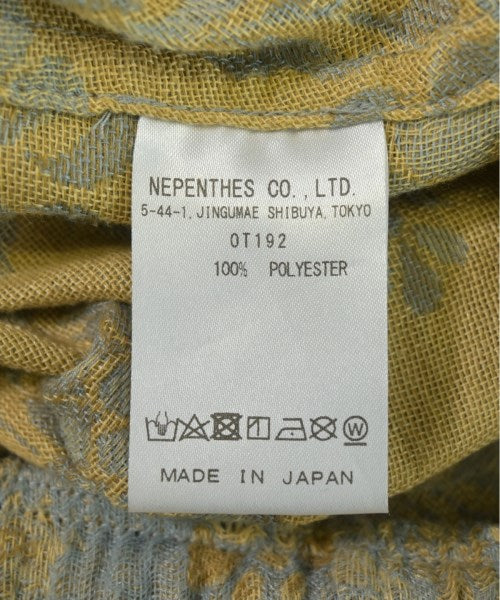 NEPENTHES CO.,LTD.
5-44-1, JINGUMAE SHIBUYA, TOKYO
OT192
100% POLYESTER
W
MADE IN JAPAN